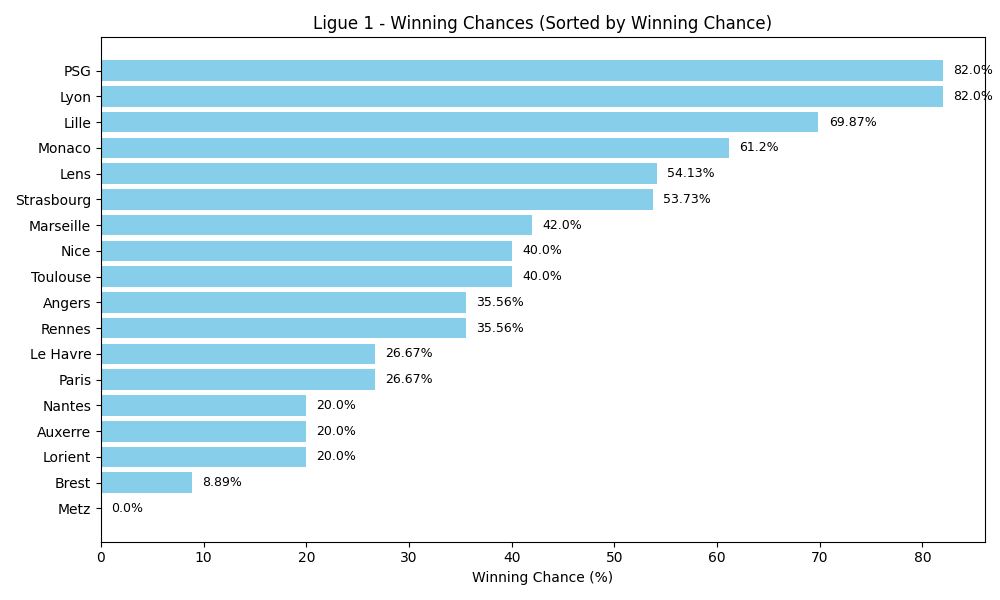 Ligue 1 - Winning Chances (Sorted by Winning Chance)
PSG 82.0%
Lyon 82.0%
Lille 69.87%
Monaco 61.2%
Lens 54.13%
Strasbourg 53.73%
Marseille 42.0%
Nice 40.0%
Toulouse 40.0%
Angers 35.56%
Rennes 35.56%
Le Havre 26.67%
Paris 26.67%
Nantes 20.0%
Auxerre 20.0%
Lorient 20.0%
Brest 8.89%
Metz 0.0%
0 10 20 30 40 50 60 70 80
Winning Chance (%)